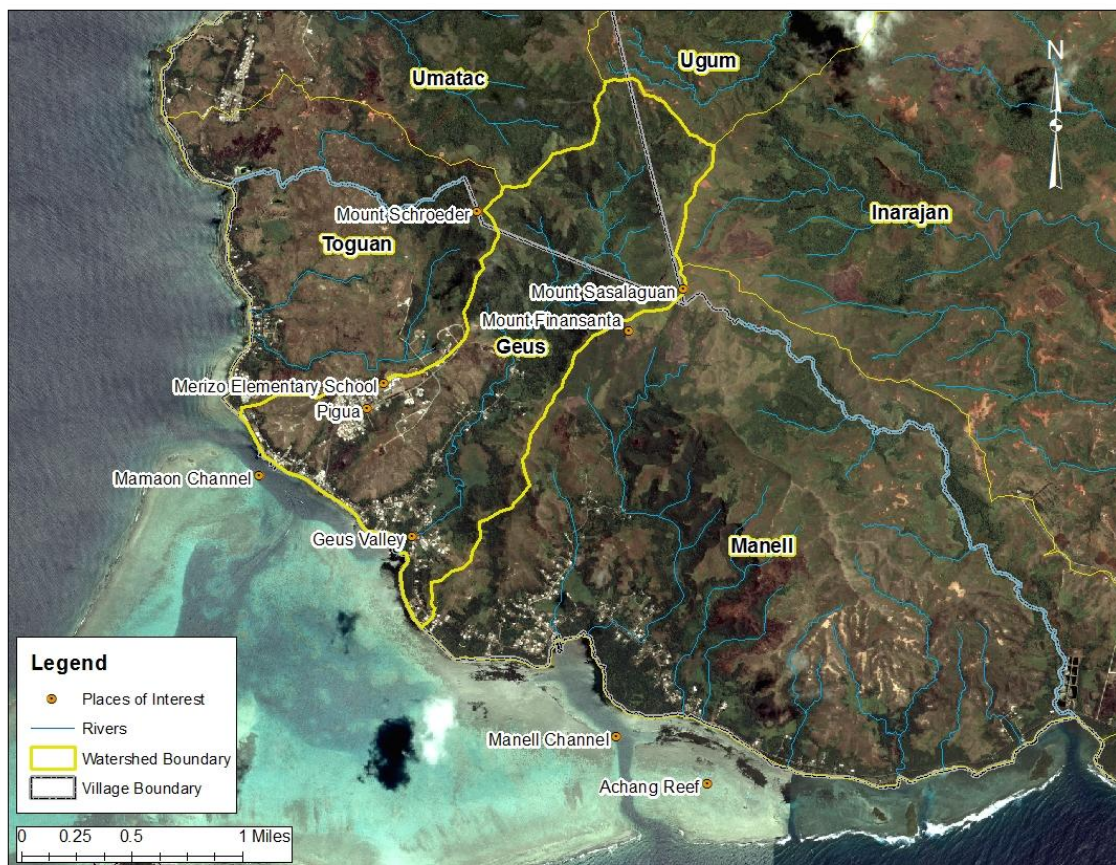 Umatac
Ugum
N
Inarajan
Mount Schroeder
Toguan
Mount Sasalaguan
Mount Finansanta
Geus
Merizo Elementary School
Pigua
Mamaon Channel
Geus Valley
Manell
Manell Channel
Achang Reef
Legend
Places of Interest
Rivers
Watershed Boundary
Village Boundary
0 0.25 0.5 1 Miles